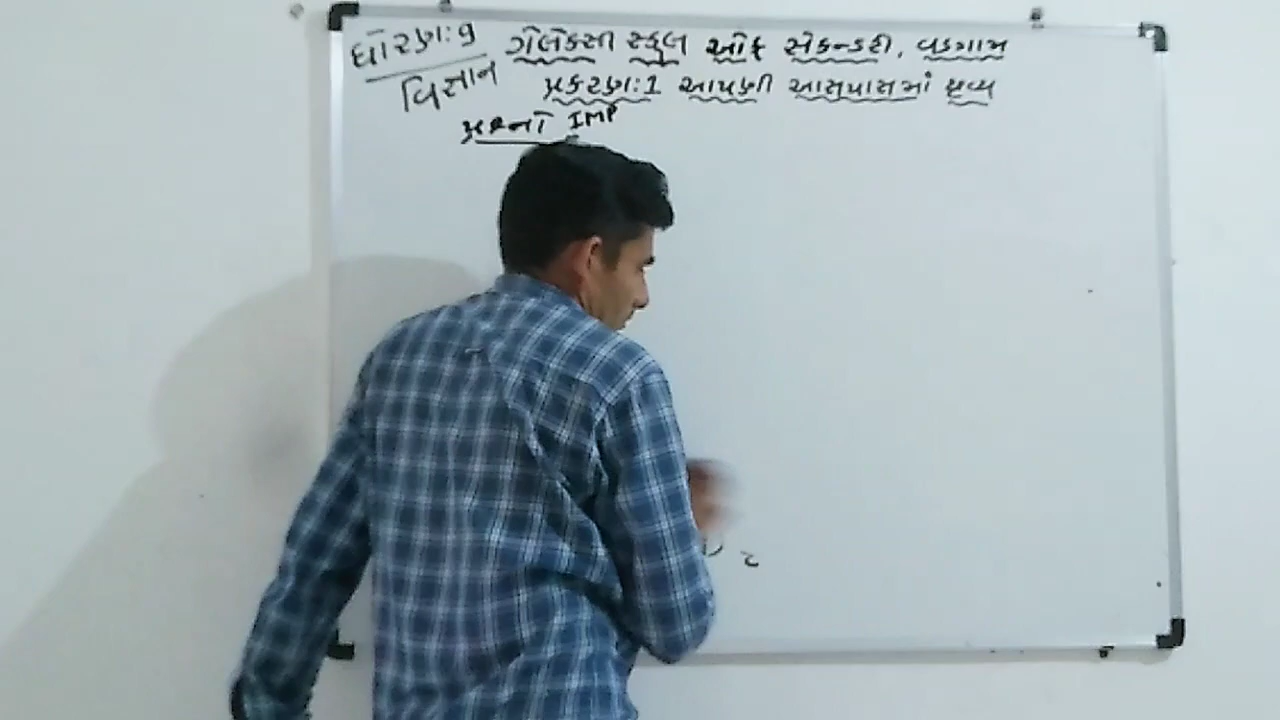 ધોરણ:9
વિજ્ઞાન
ગેલેક્સી સ્કુલ ઓફ સેકન્ડરી, વડગામ
પ્રકરણ:1 આપણી આસપાસમાં દ્રવ્ય
પ્રશ્નો IMP